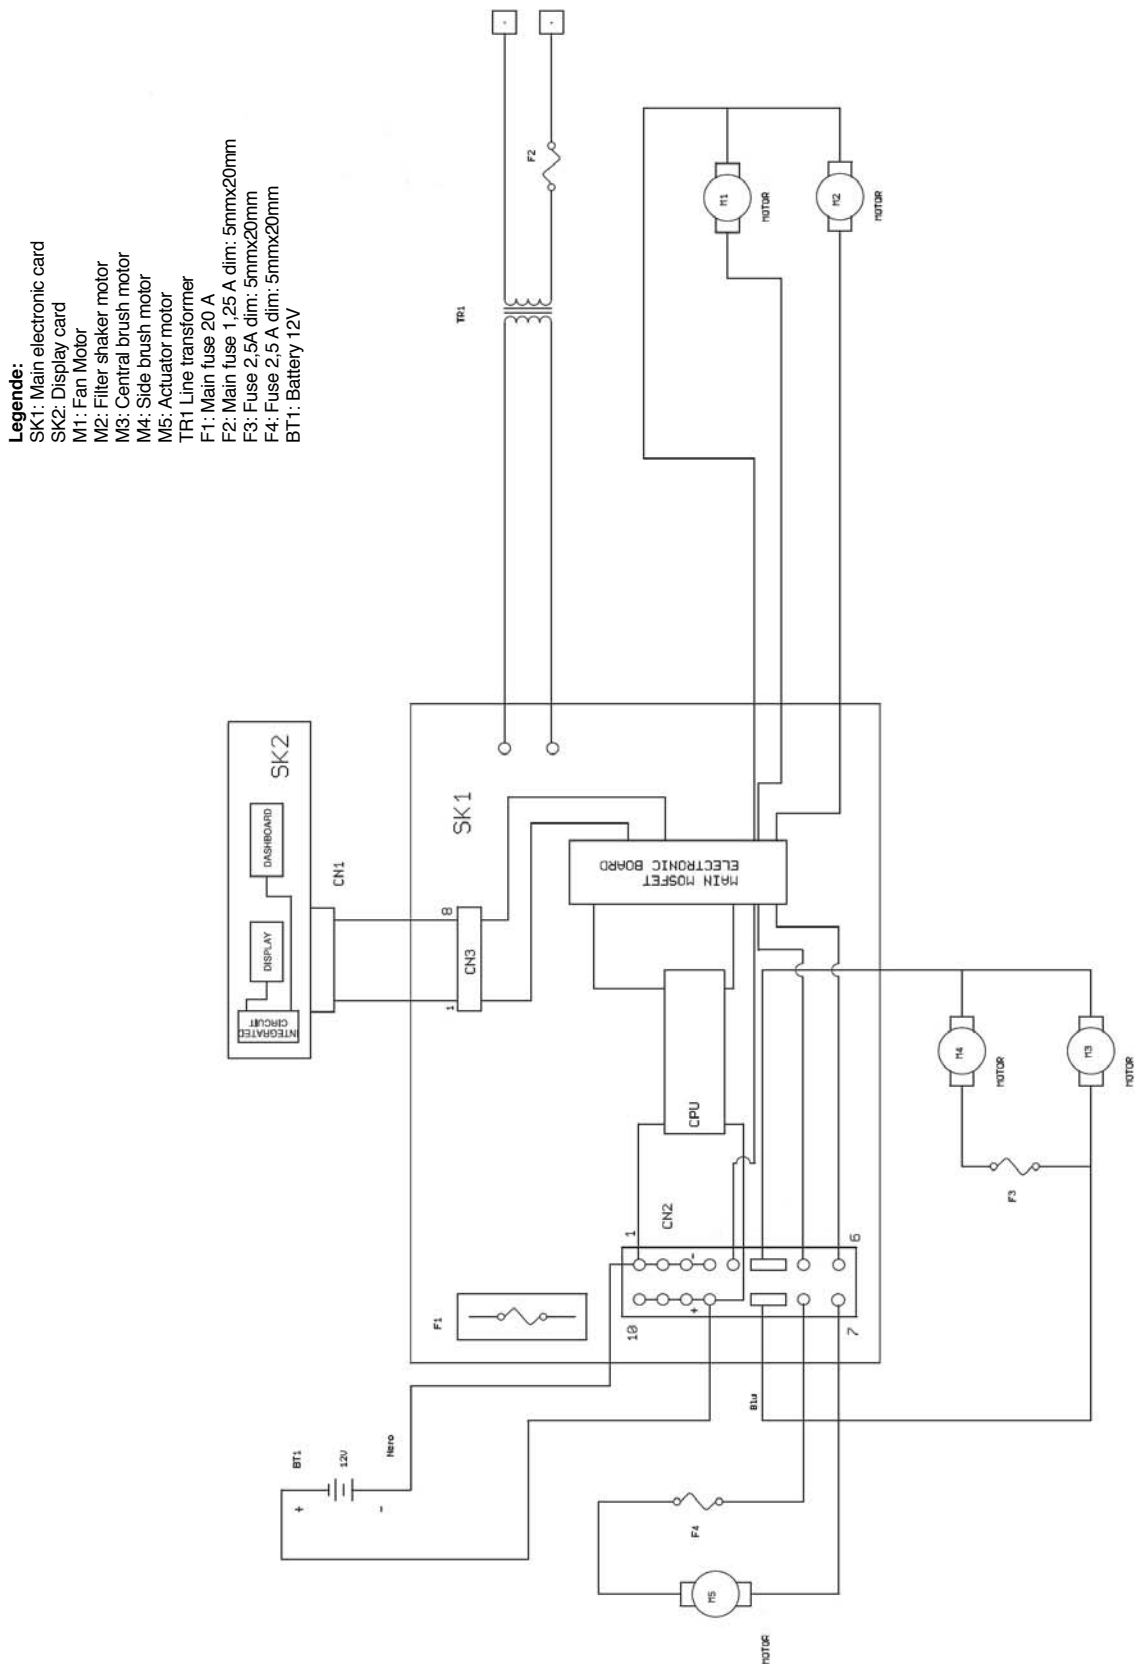 Legende:
SK1: Main electronic card
SK2: Display card
M1: Fan Motor
M2: Filter shaker motor
M3: Central brush motor
M4: Side brush motor
M5: Actuator motor
TR1 Line transformer
F1: Main fuse 20 A
F2: Main fuse 1,25 A dim: 5mmx20mm
F3: Fuse 2,5A dim: 5mmx20mm
F4: Fuse 2,5 A dim: 5mmx20mm
BT1: Battery 12V
F2
TR1
M1
MOTOR
M2
MOTOR
SK2
DASHBOARD
DISPLAY
INTEGRATED
CIRCUIT
CN1
SK1
8
CN3
1
MAIN MOSFET
ELECTRONIC BOARD
CPU
M4
MOTOR
M3
MOTOR
F3
CN2
1
6
-
+
10
7
F1
Blu
BT1
12V
Nero
+
-
F4
M5
MOTOR